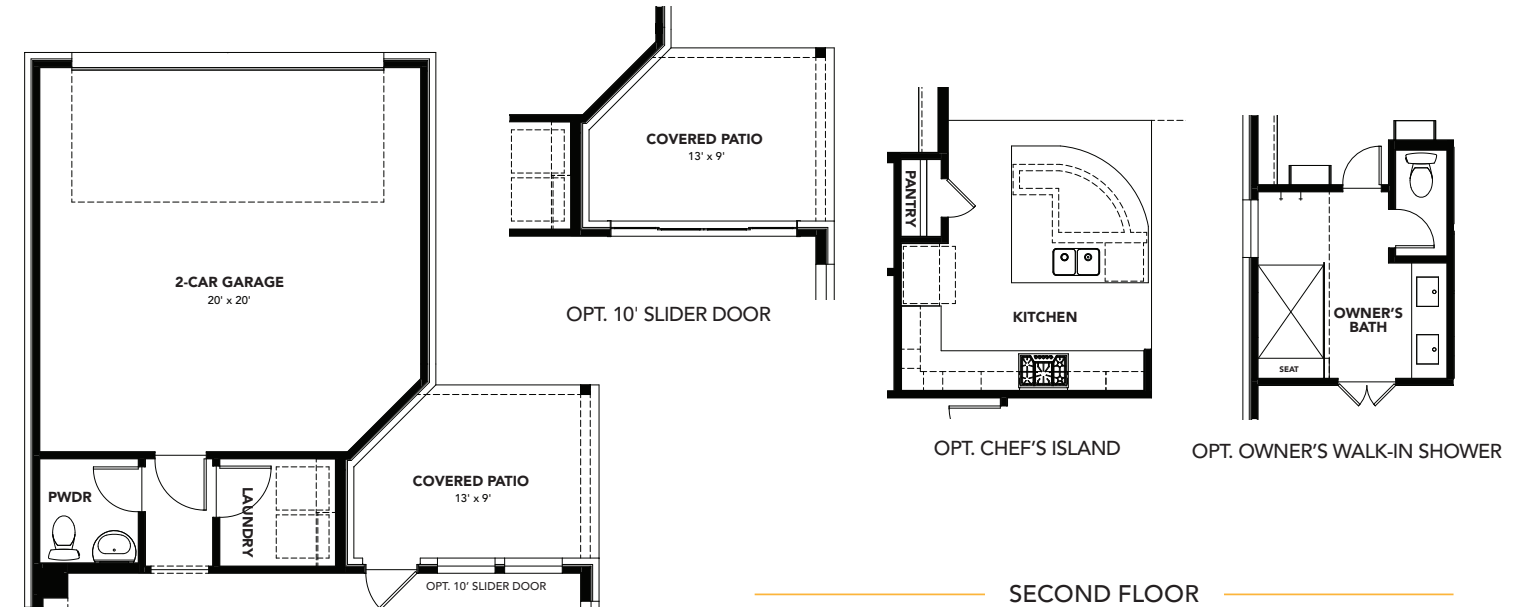 2-CAR GARAGE
20' x 20'
PWDR
LAUNDRY
COVERED PATIO
13' x 9'
OPT. 10' SLIDER DOOR
COVERED PATIO
13' x 9'
OPT. 10' SLIDER DOOR
PANTRY
KITCHEN
OPT. CHEF'S ISLAND
OWNER'S
BATH
SEAT
OPT. OWNER'S WALK-IN SHOWER
SECOND FLOOR